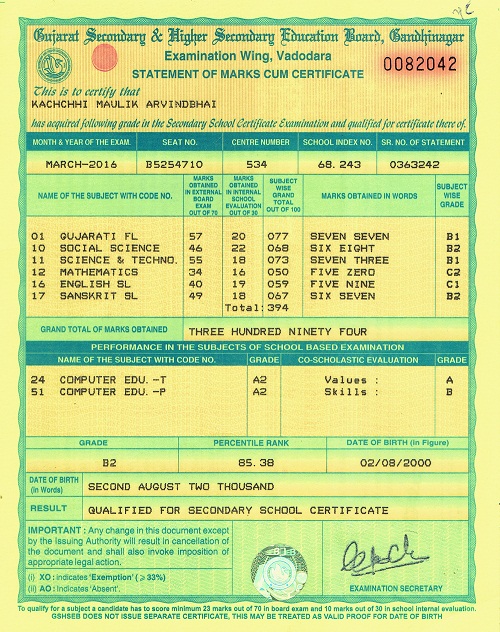 Gujarat Secondary & Higher Secondary Education Board, Gandhinagar
Examination Wing, Vadodara
0082042
STATEMENT OF MARKS CUM CERTIFICATE
This is to certify that
KACHCHHI MAULIK ARVINDBHAI
has acquired following grade in the Secondary School Certificate Examination and qualified for certificate there of.
MONTH & YEAR OF THE EXAM. SEAT NO. CENTRE NUMBER SCHOOL INDEX NO. SR. NO. OF STATEMENT
MARCH-2016 B5254710 534 68.243 0363242
NAME OF THE SUBJECT WITH CODE NO. MARKS OBTAINED IN EXTERNAL BOARD EXAM OUT OF 70 MARKS OBTAINED IN INTERNAL SCHOOL EVALUATION OUT OF 30 SUBJECT WISE GRAND TOTAL OUT OF 100 MARKS OBTAINED IN WORDS SUBJECT WISE GRADE
01 GUJARATI FL 57 20 077 SEVEN SEVEN B1
10 SOCIAL SCIENCE 46 22 068 SIX EIGHT B2
11 SCIENCE & TECHNO. 55 18 073 SEVEN THREE B1
12 MATHEMATICS 34 16 050 FIVE ZERO C2
16 ENGLISH SL 40 19 059 FIVE NINE C1
17 SANSKRIT SL 49 18 067 SIX SEVEN B2
Total: 394
GRAND TOTAL OF MARKS OBTAINED THREE HUNDRED NINETY FOUR
PERFORMANCE IN THE SUBJECTS OF SCHOOL BASED EXAMINATION
NAME OF THE SUBJECT WITH CODE NO. GRADE CO-SCHOLASTIC EVALUATION GRADE
24 COMPUTER EDU. -T A2 Values : A
51 COMPUTER EDU. -P A2 Skills : B
GRADE PERCENTILE RANK DATE OF BIRTH (in Figure)
B2 85.38 02/08/2000
DATE OF BIRTH (in Words) SECOND AUGUST TWO THOUSAND
RESULT QUALIFIED FOR SECONDARY SCHOOL CERTIFICATE
IMPORTANT : Any change in this document except
by the issuing Authority will result in cancellation
of the document and shall also invoke imposition of
appropriate legal action.
(i) XO : indicates 'Exemption' (⩾ 33%)
(ii) AO : indicates 'Absent'.
EXAMINATION SECRETARY
To qualify for a subject a candidate has to score minimum 23 marks out of 70 in board exam and 10 marks out of 30 in school internal evaluation.
GSHSEB DOES NOT ISSUE SEPARATE CERTIFICATE, THIS MAY BE TREATED AS VALID PROOF FOR DATE OF BIRTH